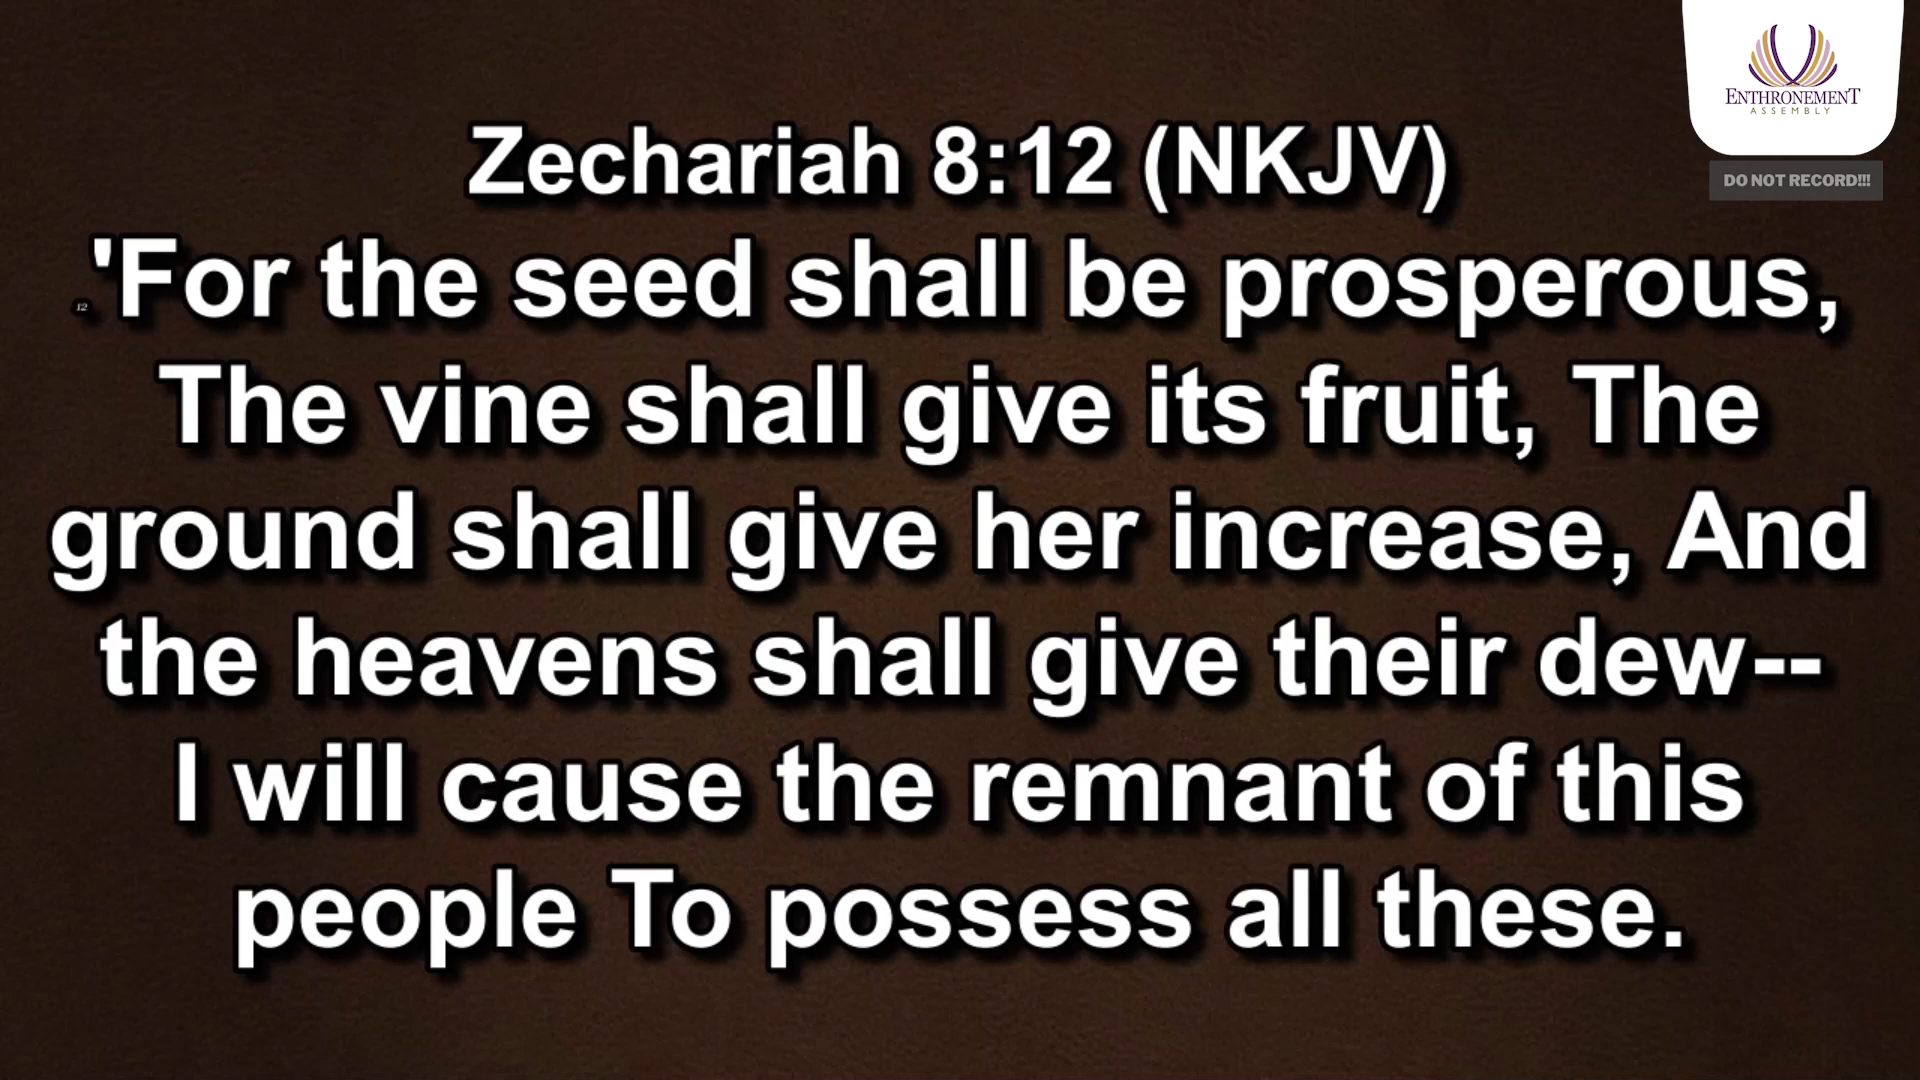 ENTHRONEMENT
ASSEMBLY
DO NOT RECORD!!!
Zechariah 8:12 (NKJV)
12 'For the seed shall be prosperous,
The vine shall give its fruit, The
ground shall give her increase, And
the heavens shall give their dew--
I will cause the remnant of this
people To possess all these.